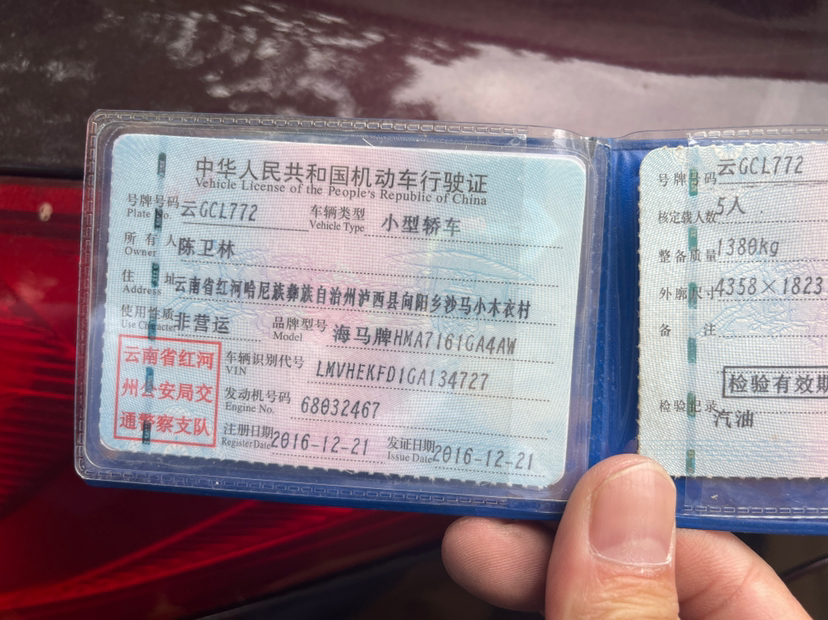 中华人民共和国机动车行驶证
Vehicle License of the People's Republic of China
号牌号码 云GCL772 车辆类型 小型轿车
Plate No. Vehicle Type
所有人 陈卫林
Owner
住址 云南省红河哈尼族彝族自治州泸西县向阳乡沙马小木衣村
Address
使用性质 非营运 品牌型号 海马牌HMA7161GA4AW
Use Character Model
云南省红河
州公安局交
通警察支队
车辆识别代号 LMVHEKFD1GA134727
VIN
发动机号码 68032467
Engine No.
注册日期 2016-12-21 发证日期 2016-12-21
Register Date Issue Date
号牌号码 云GCL772
核定载人数 5人
整备质量 1380kg
外廓尺寸 4358×1823
备注
检验有效期
检验记录
汽油